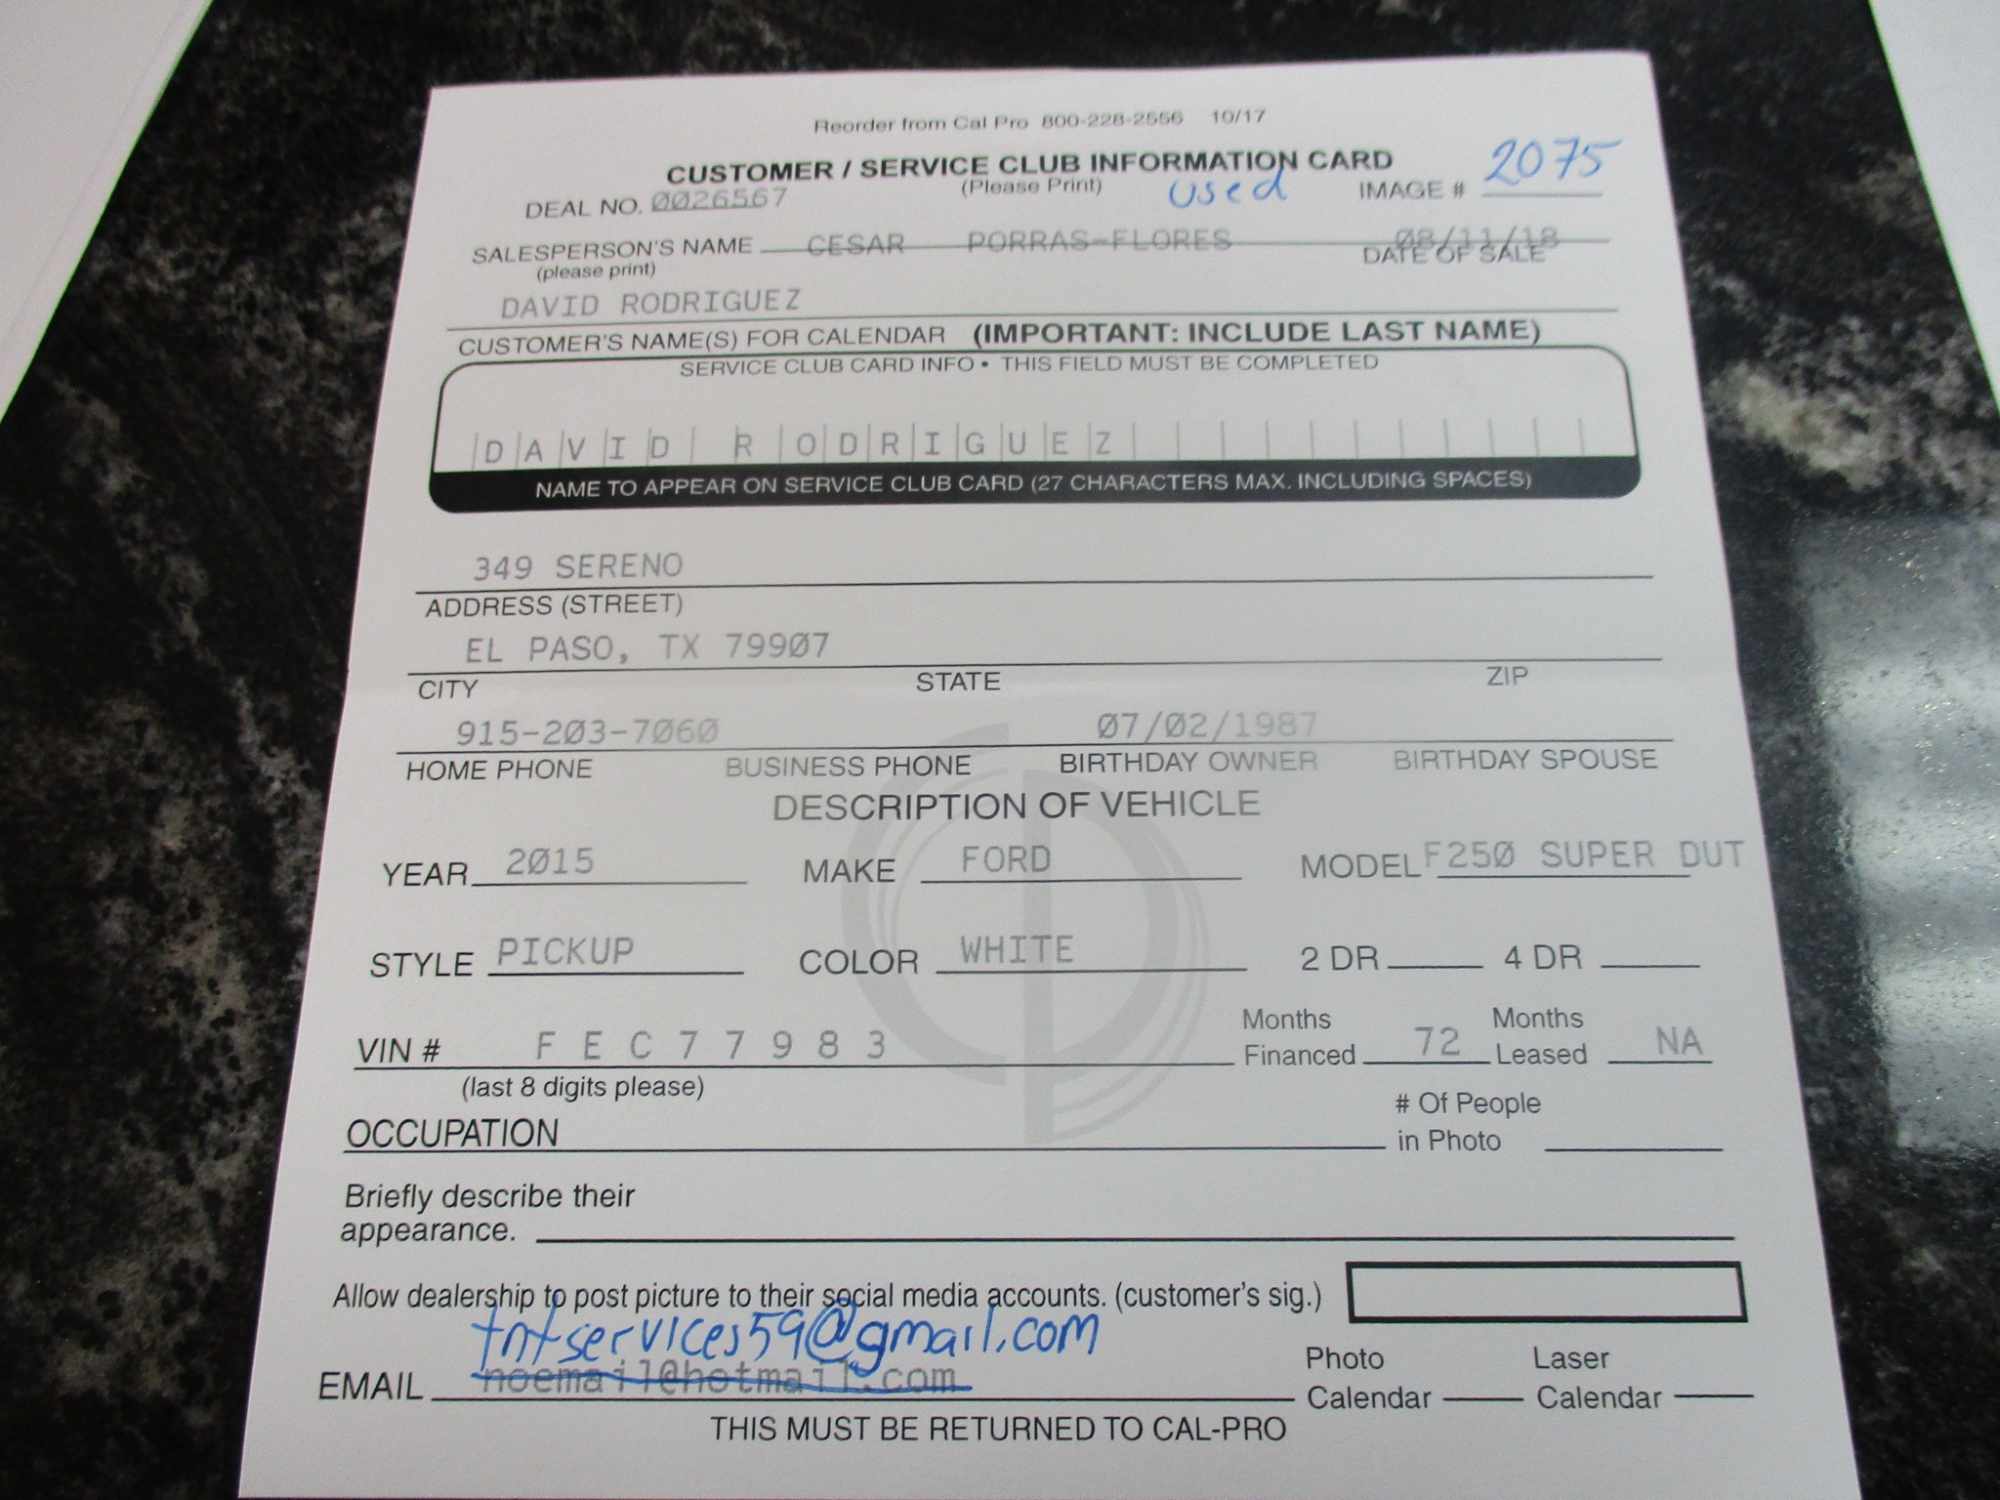 Reorder from Cal Pro 800-228-2556 10/17
CUSTOMER / SERVICE CLUB INFORMATION CARD
(Please Print) Used IMAGE # 2075
DEAL NO. 0026567
SALESPERSON'S NAME CESAR PORRAS-FLORES 08/11/18
(please print) DATE OF SALE
DAVID RODRIGUEZ
CUSTOMER'S NAME(S) FOR CALENDAR (IMPORTANT: INCLUDE LAST NAME)
SERVICE CLUB CARD INFO • THIS FIELD MUST BE COMPLETED
DAVID RODRIGUEZ
NAME TO APPEAR ON SERVICE CLUB CARD (27 CHARACTERS MAX. INCLUDING SPACES)
349 SERENO
ADDRESS (STREET)
EL PASO, TX 79907
CITY STATE ZIP
915-203-7060 07/02/1987
HOME PHONE BUSINESS PHONE BIRTHDAY OWNER BIRTHDAY SPOUSE
DESCRIPTION OF VEHICLE
YEAR 2015 MAKE FORD MODEL F250 SUPER DUT
STYLE PICKUP COLOR WHITE 2 DR 4 DR
VIN # F E C 7 7 9 8 3 Months Financed 72 Months Leased NA
(last 8 digits please)
OCCUPATION # Of People in Photo
Briefly describe their
appearance.
Allow dealership to post picture to their social media accounts. (customer's sig.)
tntservices59@gmail.com
EMAIL noemail@hotmail.com Photo Calendar Laser Calendar
THIS MUST BE RETURNED TO CAL-PRO